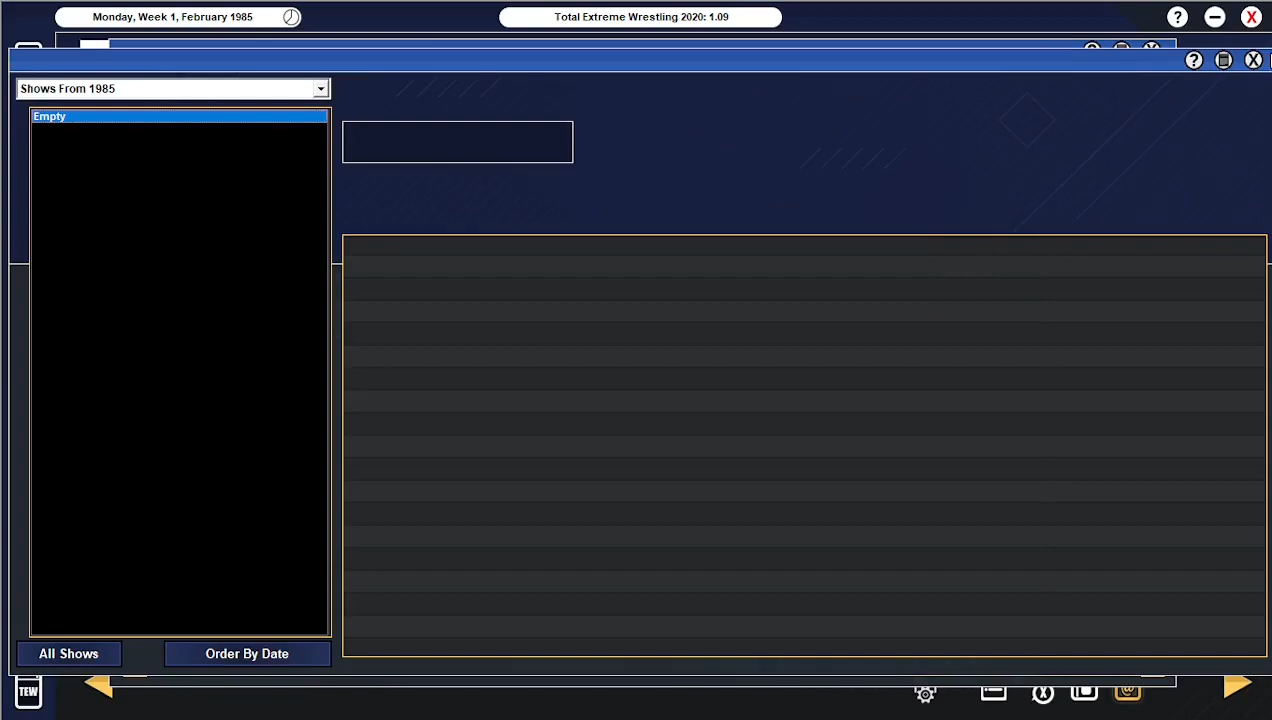 Monday, Week 1, February 1985
Total Extreme Wrestling 2020: 1.09
?
X
? X
Shows From 1985
Empty
All Shows
Order By Date
TEW
X
@